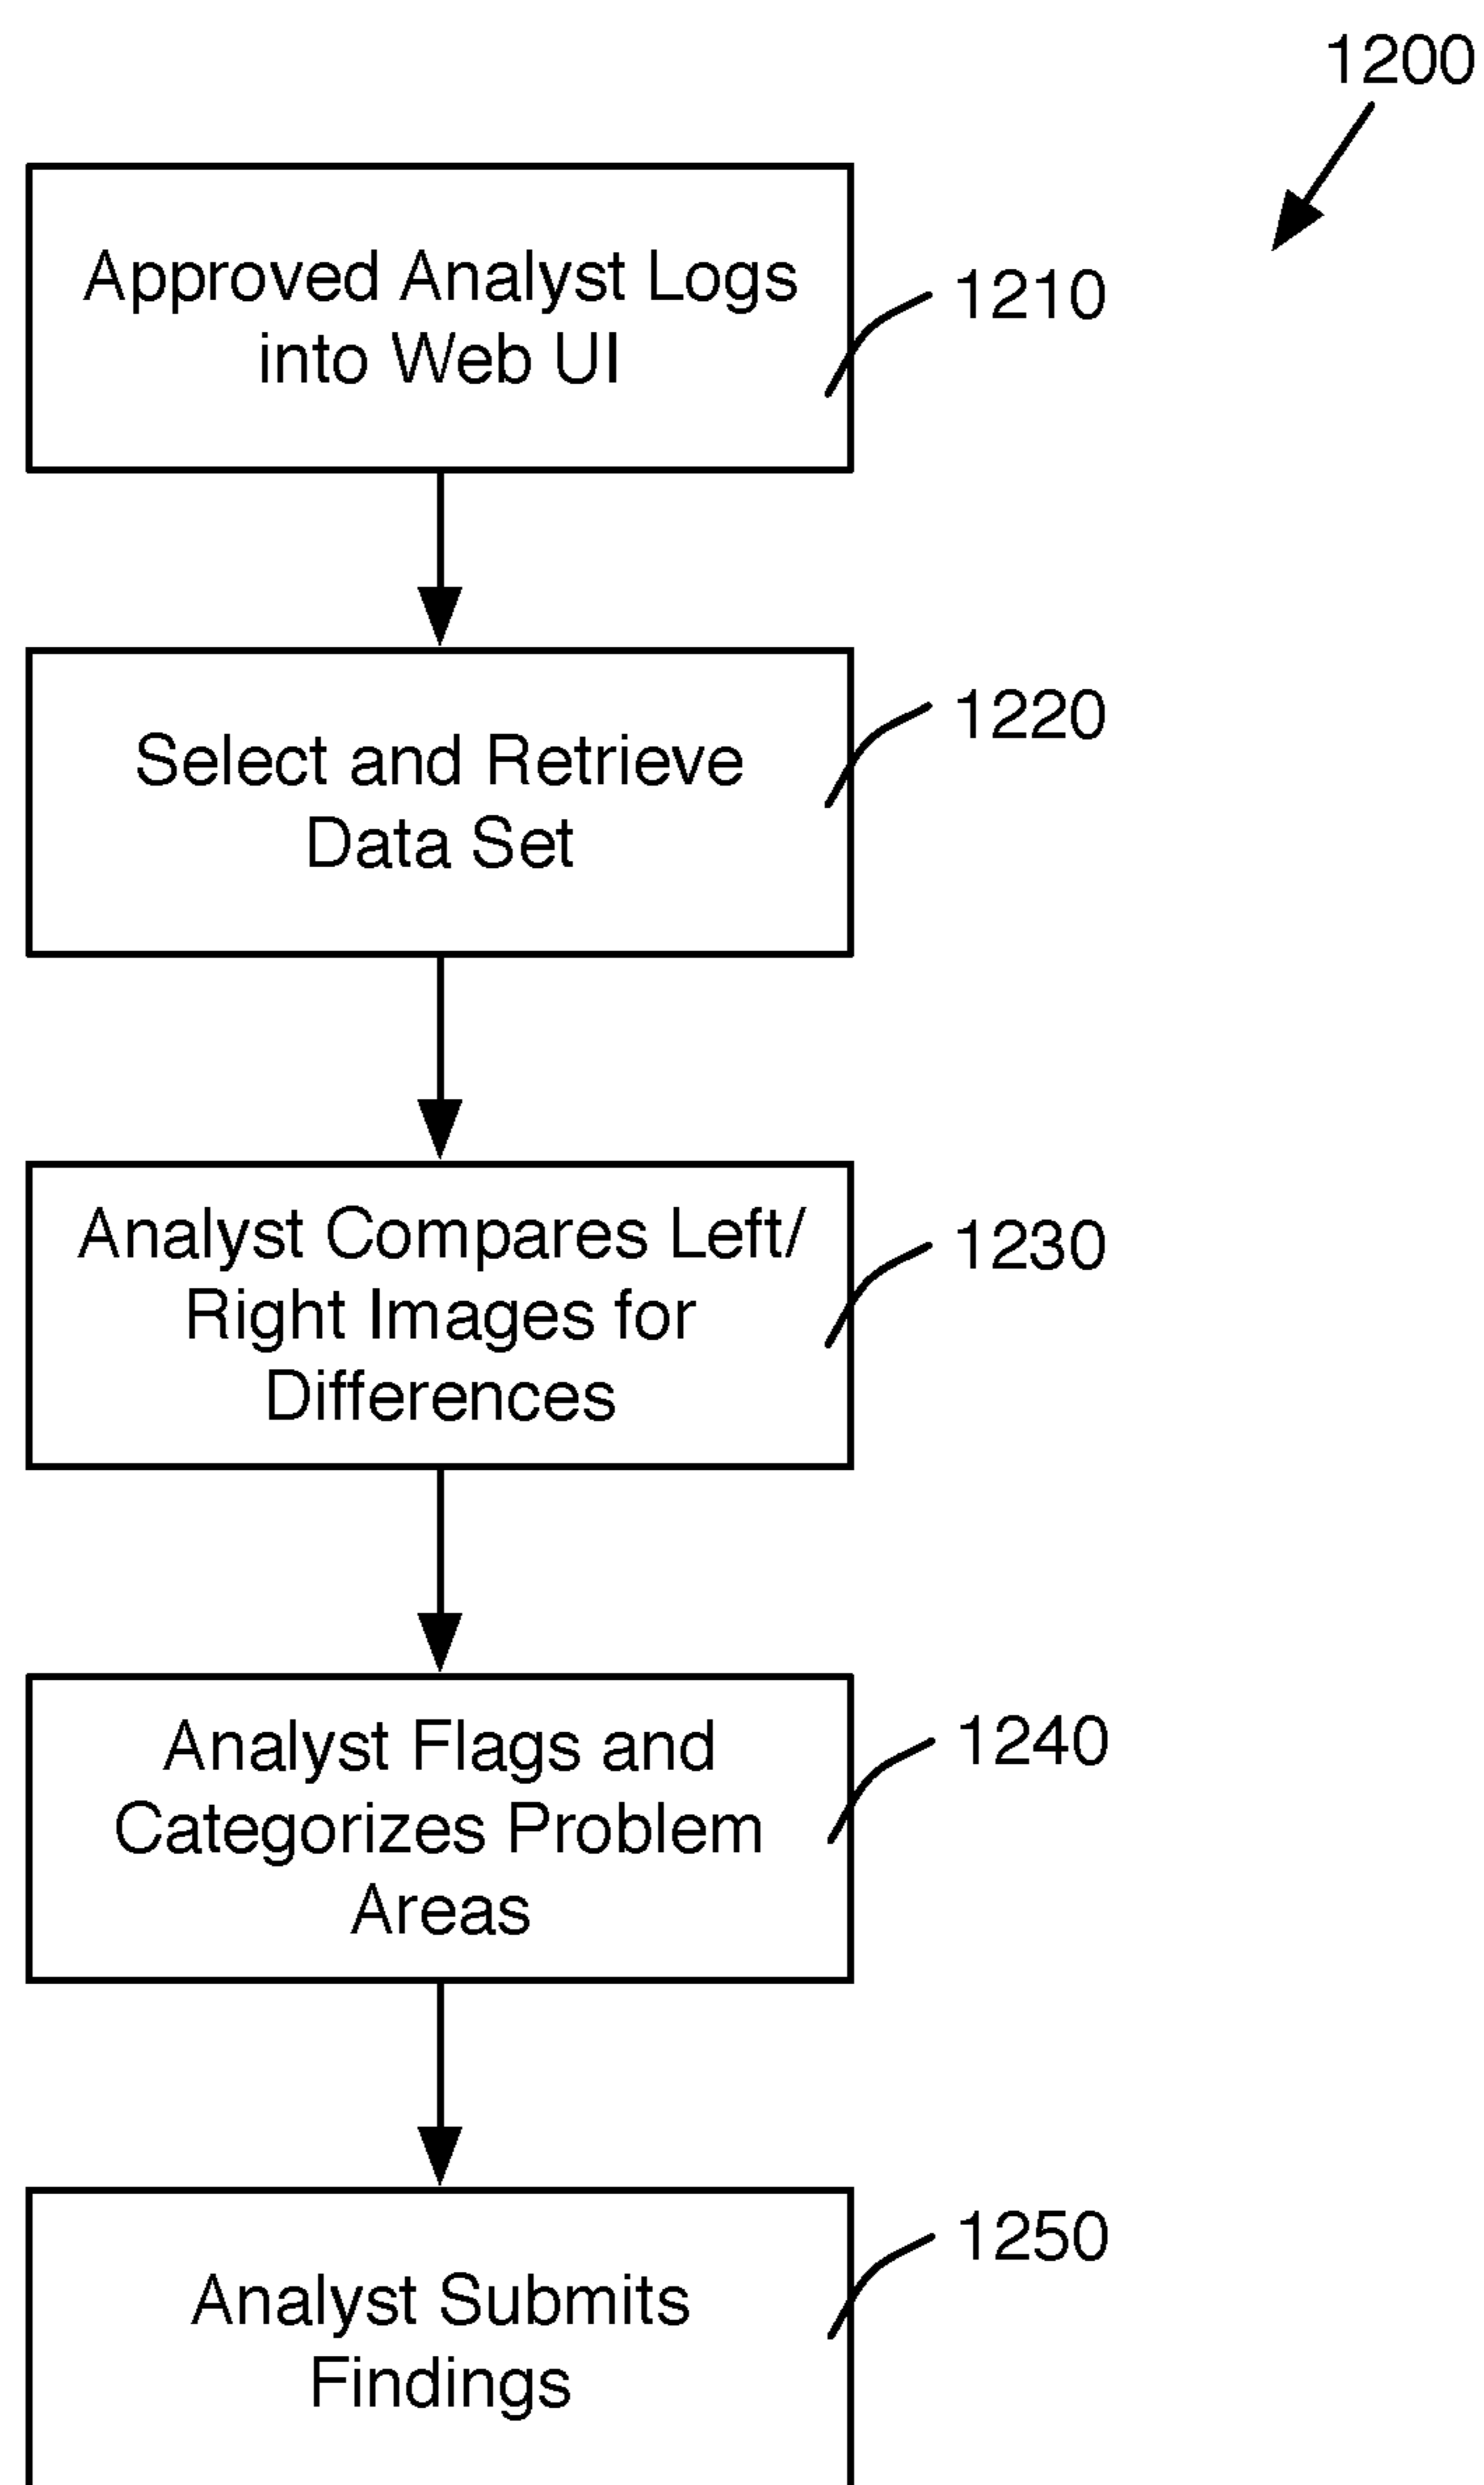 1200
Approved Analyst Logs
into Web UI
1210
Select and Retrieve
Data Set
1220
Analyst Compares Left/
Right Images for
Differences
1230
Analyst Flags and
Categorizes Problem
Areas
1240
Analyst Submits
Findings
1250